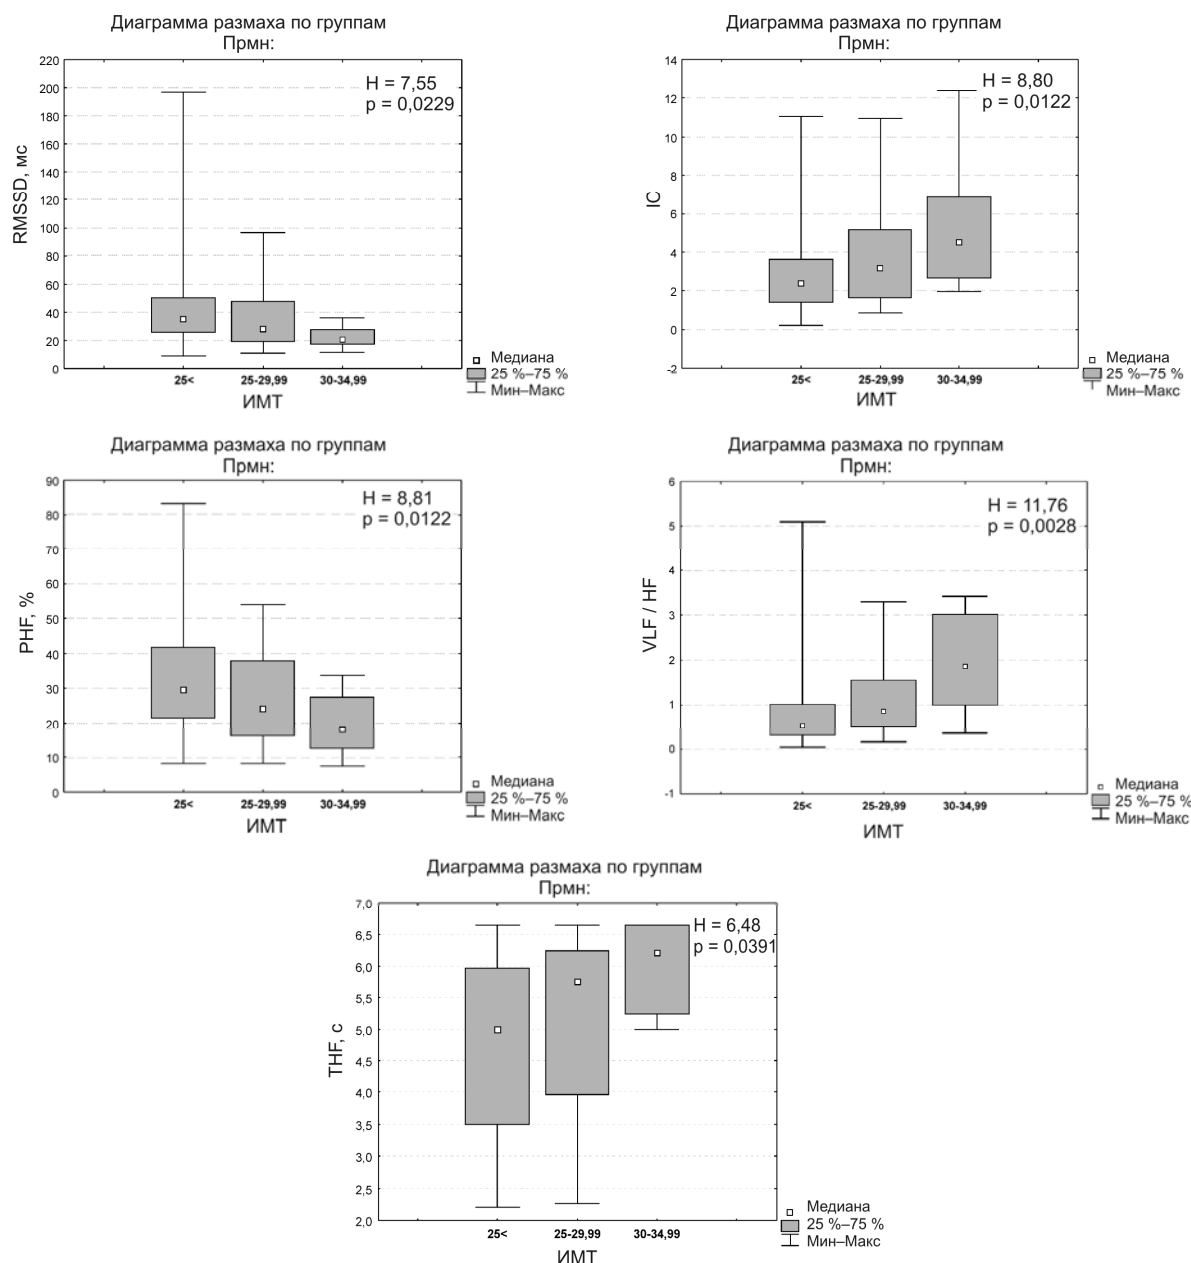 Диаграмма размаха по группам
Прмн:
H = 7,55
p = 0,0229
RMSSD, мс
220
200
180
160
140
120
100
80
60
40
20
0
25<
25-29,99
30-34,99
ИМТ
Медиана
25 %–75 %
Мин–Макс
Диаграмма размаха по группам
Прмн:
H = 8,80
p = 0,0122
IC
14
12
10
8
6
4
2
0
-2
25<
25-29,99
30-34,99
ИМТ
Медиана
25 %–75 %
Мин–Макс
Диаграмма размаха по группам
Прмн:
H = 8,81
p = 0,0122
PHF, %
90
80
70
60
50
40
30
20
10
0
25<
25-29,99
30-34,99
ИМТ
Медиана
25 %–75 %
Мин–Макс
Диаграмма размаха по группам
Прмн:
H = 11,76
p = 0,0028
VLF / HF
6
5
4
3
2
1
0
-1
25<
25-29,99
30-34,99
ИМТ
Медиана
25 %–75 %
Мин–Макс
Диаграмма размаха по группам
Прмн:
H = 6,48
p = 0,0391
THF, с
7,0
6,5
6,0
5,5
5,0
4,5
4,0
3,5
3,0
2,5
2,0
25<
25-29,99
30-34,99
ИМТ
Медиана
25 %–75 %
Мин–Макс